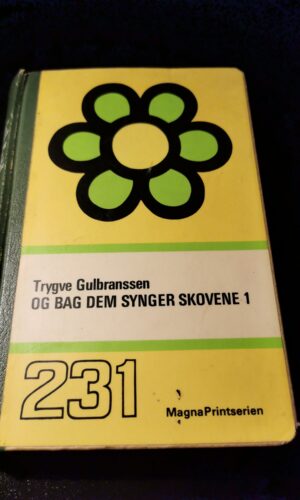 Trygve Gulbranssen
OG BAG DEM SYNGER SKOVENE 1
231
MagnaPrintserien